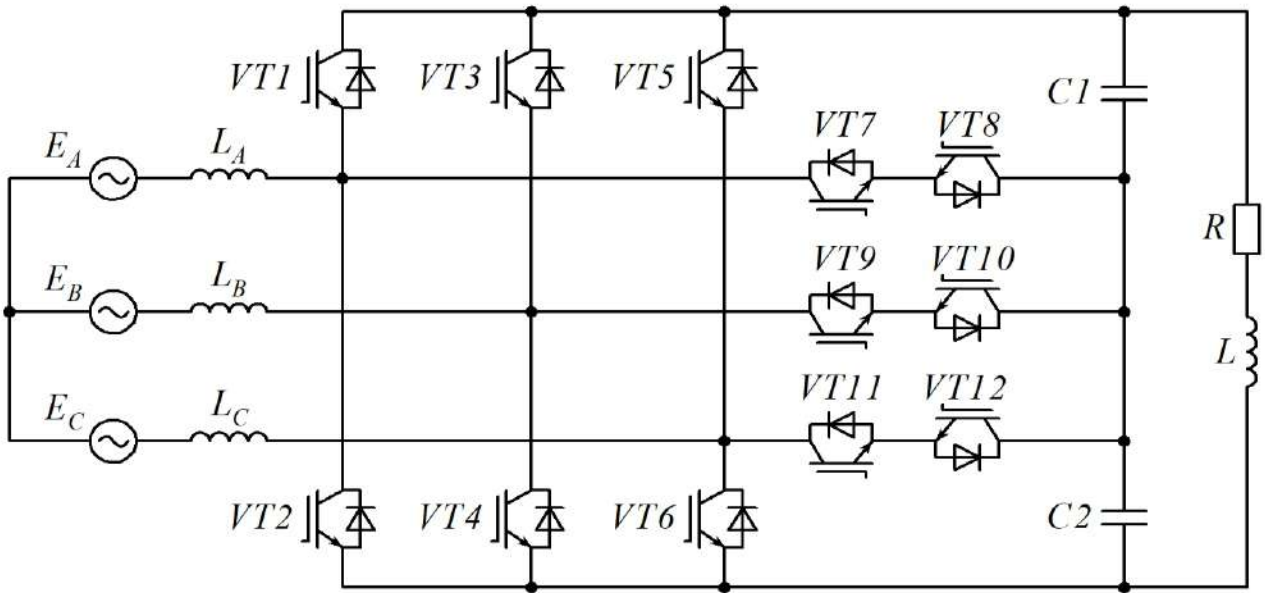 VT1 VT3 VT5
C1
VT7 VT8
E_A L_A
R
VT9 VT10
E_B L_B
L
VT11 VT12
E_C L_C
VT2 VT4 VT6 C2